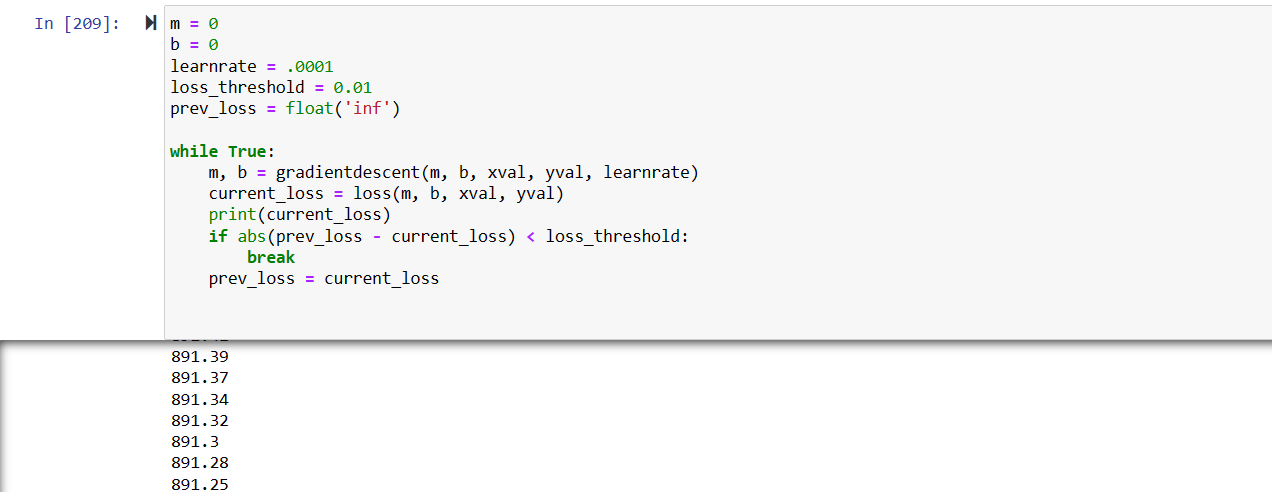 In [209]:
m = 0
b = 0
learnrate = .0001
loss_threshold = 0.01
prev_loss = float('inf')
while True:
    m, b = gradientdescent(m, b, xval, yval, learnrate)
    current_loss = loss(m, b, xval, yval)
    print(current_loss)
    if abs(prev_loss - current_loss) < loss_threshold:
        break
    prev_loss = current_loss
891.39
891.37
891.34
891.32
891.3
891.28
891.25